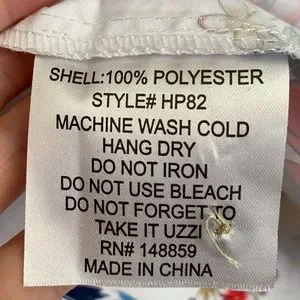 SHELL:100% POLYESTER
STYLE# HP82
MACHINE WASH COLD
HANG DRY
DO NOT IRON
DO NOT USE BLEACH
DO NOT FORGET TO
TAKE IT UZZI
RN# 148859
MADE IN CHINA